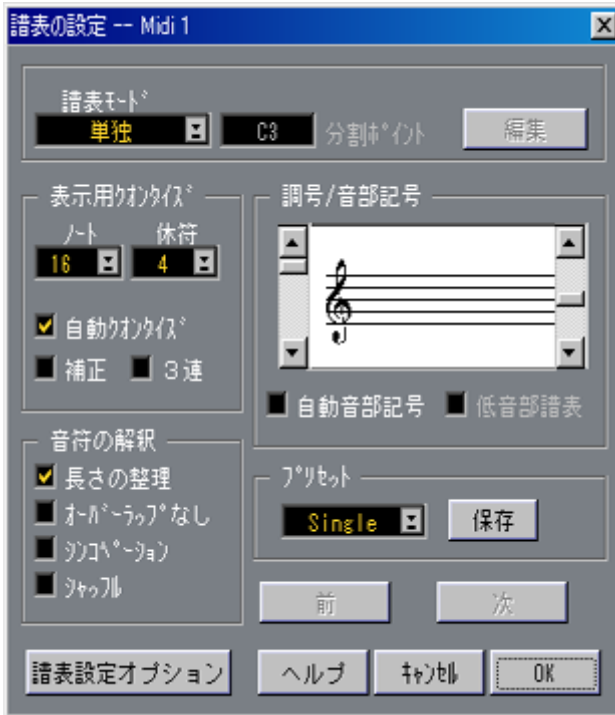 譜表の設定 -- Midi 1
譜表ﾓｰﾄﾞ
単独 C3 分割ﾎﾟｲﾝﾄ 編集
表示用ｸｵﾝﾀｲｽﾞ
ﾉｰﾄ 休符
16 4
自動ｸｵﾝﾀｲｽﾞ
補正 3連
調号/音部記号
自動音部記号 低音部譜表
音符の解釈
長さの整理
ｵｰﾊﾞｰﾗｯﾌﾟなし
ｼﾝｺﾍﾟｰｼｮﾝ
ｼｬｯﾌﾙ
ﾌﾟﾘｾｯﾄ
Single 保存
前 次
譜表設定オプション ヘルプ ｷｬﾝｾﾙ OK